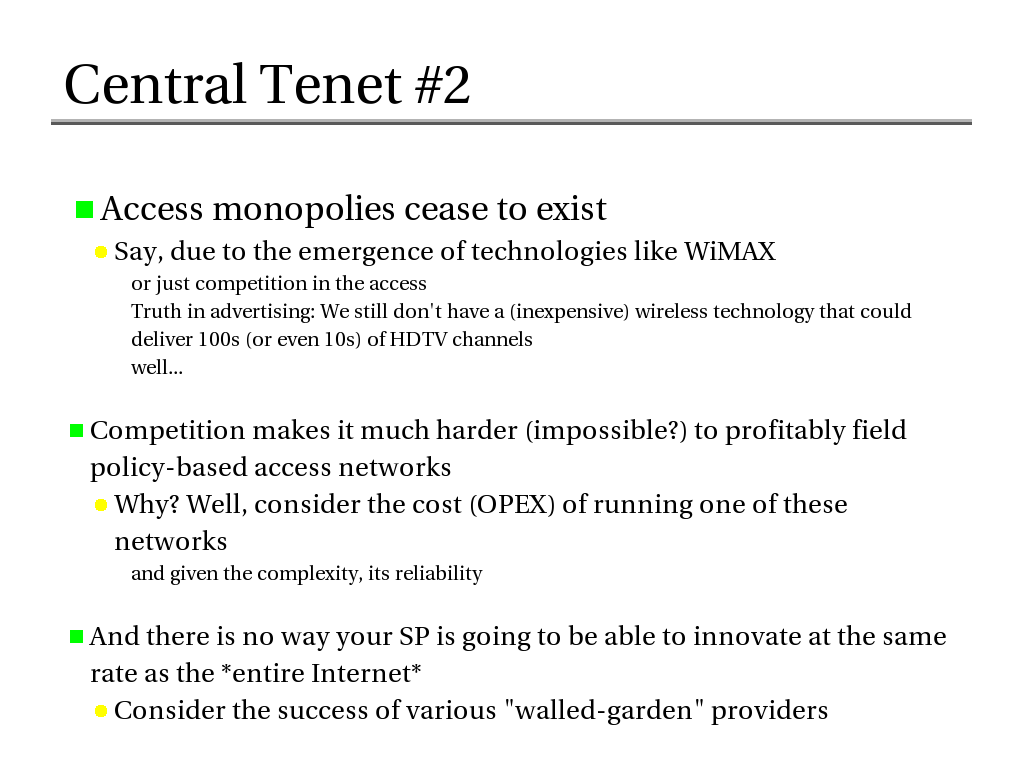 Central Tenet #2
Access monopolies cease to exist
Say, due to the emergence of technologies like WiMAX
or just competition in the access
Truth in advertising: We still don't have a (inexpensive) wireless technology that could
deliver 100s (or even 10s) of HDTV channels
well...
Competition makes it much harder (impossible?) to profitably field
policy-based access networks
Why? Well, consider the cost (OPEX) of running one of these
networks
and given the complexity, its reliability
And there is no way your SP is going to be able to innovate at the same
rate as the *entire Internet*
Consider the success of various "walled-garden" providers